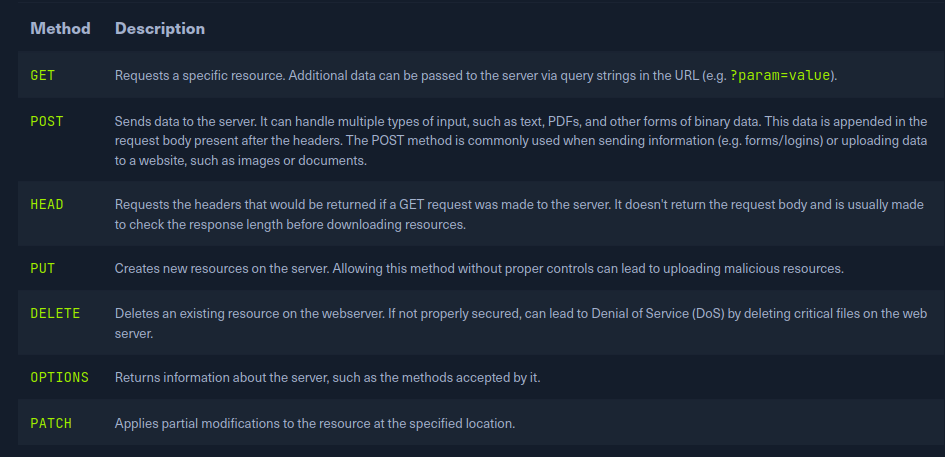 Method Description
GET Requests a specific resource. Additional data can be passed to the server via query strings in the URL (e.g. ?param=value).
POST Sends data to the server. It can handle multiple types of input, such as text, PDFs, and other forms of binary data. This data is appended in the
request body present after the headers. The POST method is commonly used when sending information (e.g. forms/logins) or uploading data
to a website, such as images or documents.
HEAD Requests the headers that would be returned if a GET request was made to the server. It doesn't return the request body and is usually made
to check the response length before downloading resources.
PUT Creates new resources on the server. Allowing this method without proper controls can lead to uploading malicious resources.
DELETE Deletes an existing resource on the webserver. If not properly secured, can lead to Denial of Service (DoS) by deleting critical files on the web
server.
OPTIONS Returns information about the server, such as the methods accepted by it.
PATCH Applies partial modifications to the resource at the specified location.